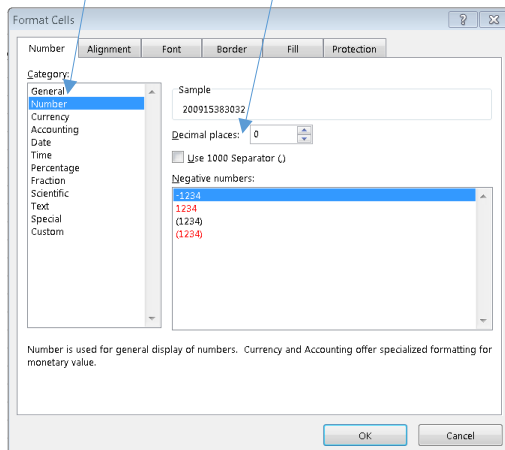 Format Cells
Number Alignment Font Border Fill Protection
Category:
General
Number
Currency
Accounting
Date
Time
Percentage
Fraction
Scientific
Text
Special
Custom
Sample
200915383032
Decimal places: 0
Use 1000 Separator (,)
Negative numbers:
-1234
1234
(1234)
(1234)
Number is used for general display of numbers. Currency and Accounting offer specialized formatting for
monetary value.
OK Cancel